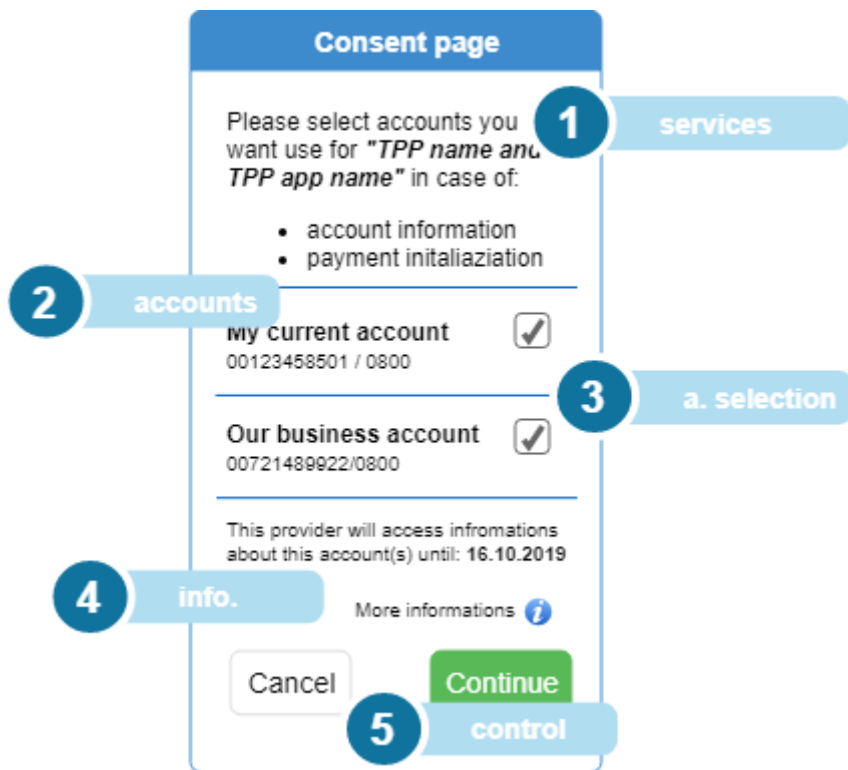 Consent page
Please select accounts you
1
services
want use for "TPP name and
TPP app name" in case of:
• account information
• payment initaliaziation
2
accounts
My current account
00123458501 / 0800
3
a. selection
Our business account
00721489922/0800
This provider will access infromations
about this account(s) until: 16.10.2019
4
info.
More informations i
Cancel
Continue
5
control